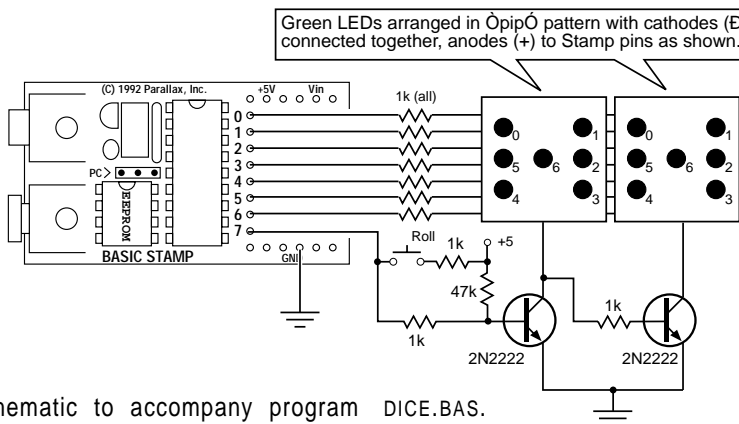 Green LEDs arranged in ÒpipÓ pattern with cathodes (Ð
connected together, anodes (+) to Stamp pins as shown.
(C) 1992 Parallax, Inc.
+5V Vin
1k (all)
0
1
2
3
4
5
6
7
PC>
EEPROM
BASIC STAMP
GND
0 1
5 6 2
4 3
0 1
5 6 2
4 3
Roll
1k
+5
47k
1k
1k
2N2222
2N2222
hematic to accompany program DICE.BAS.